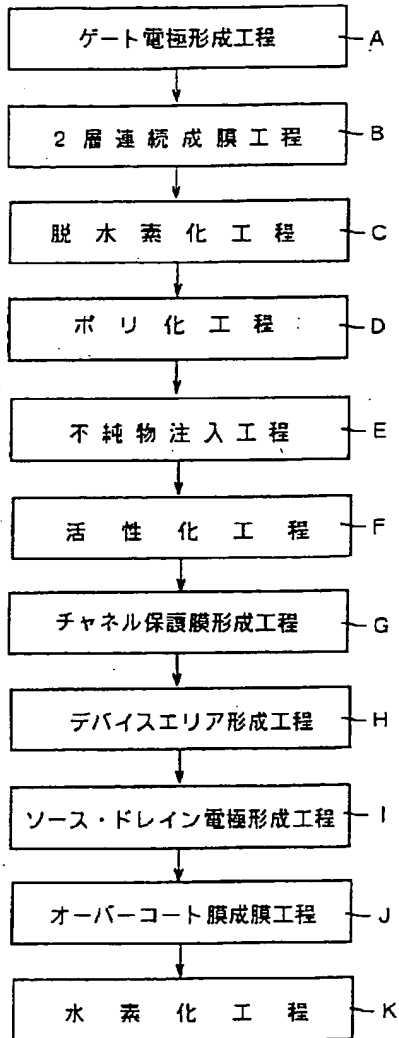 ゲート電極形成工程 A
2層連続成膜工程 B
脱水素化工程 C
ポリ化工程 D
不純物注入工程 E
活性化工程 F
チャネル保護膜形成工程 G
デバイスエリア形成工程 H
ソース・ドレイン電極形成工程 I
オーバーコート膜成膜工程 J
水素化工程 K